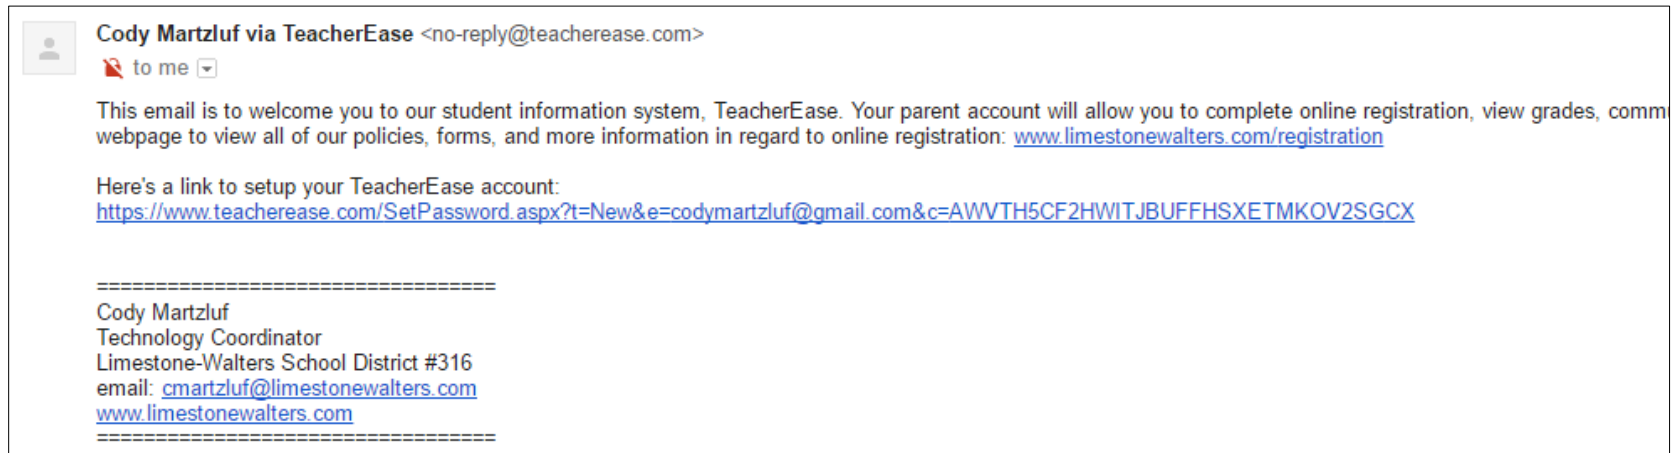 Cody Martzluf via TeacherEase <no-reply@teacherease.com>
to me
This email is to welcome you to our student information system, TeacherEase. Your parent account will allow you to complete online registration, view grades,
webpage to view all of our policies, forms, and more information in regard to online registration: www.limestonewalters.com/registration
Here's a link to setup your TeacherEase account:
https://www.teacherease.com/SetPassword.aspx?t=New&e=codymartzluf@gmail.com&c=AWVTH5CF2HWITJBUFFHSXETMKOV2SGCX
==================================
Cody Martzluf
Technology Coordinator
Limestone-Walters School District #316
email: cmartzluf@limestonewalters.com
www.limestonewalters.com
==================================